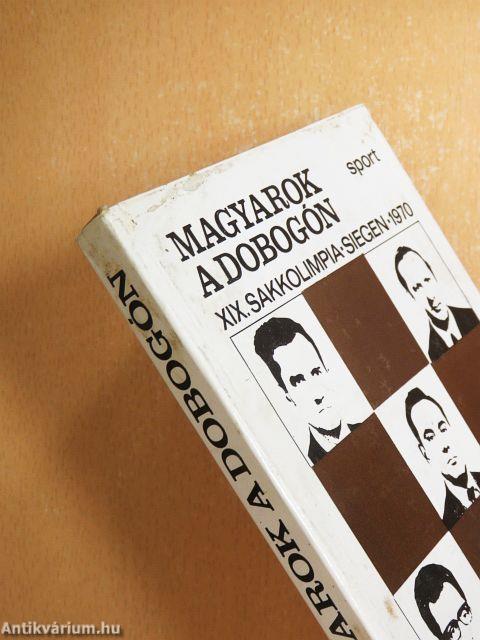 sport
MAGYAROK
A DOBOGÓN
XIX. SAKKOLIMPIA·SIEGEN·1970
AROK A DOBOGÓN
Antikvárium.hu